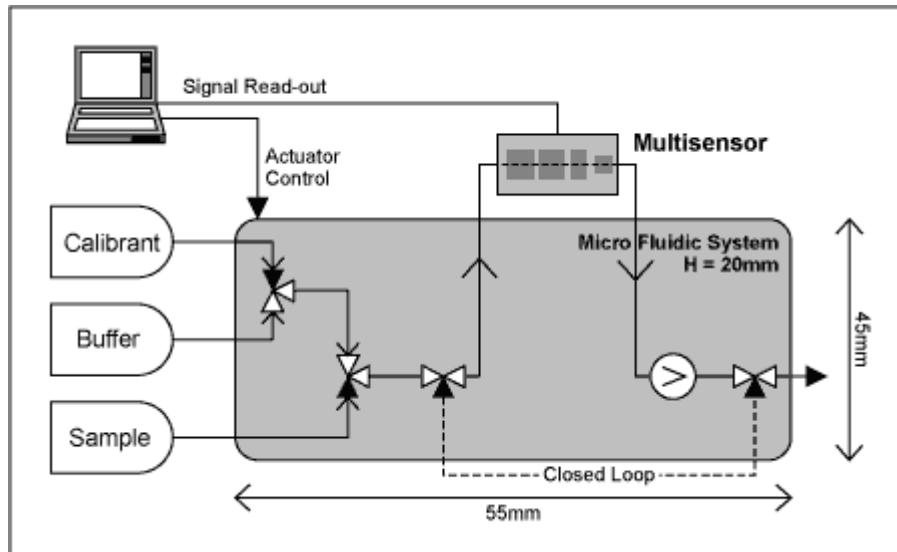 Signal Read-out
Multisensor
Actuator
Control
Calibrant
Micro Fluidic System
H = 20mm
Buffer
45mm
Sample
Closed Loop
55mm